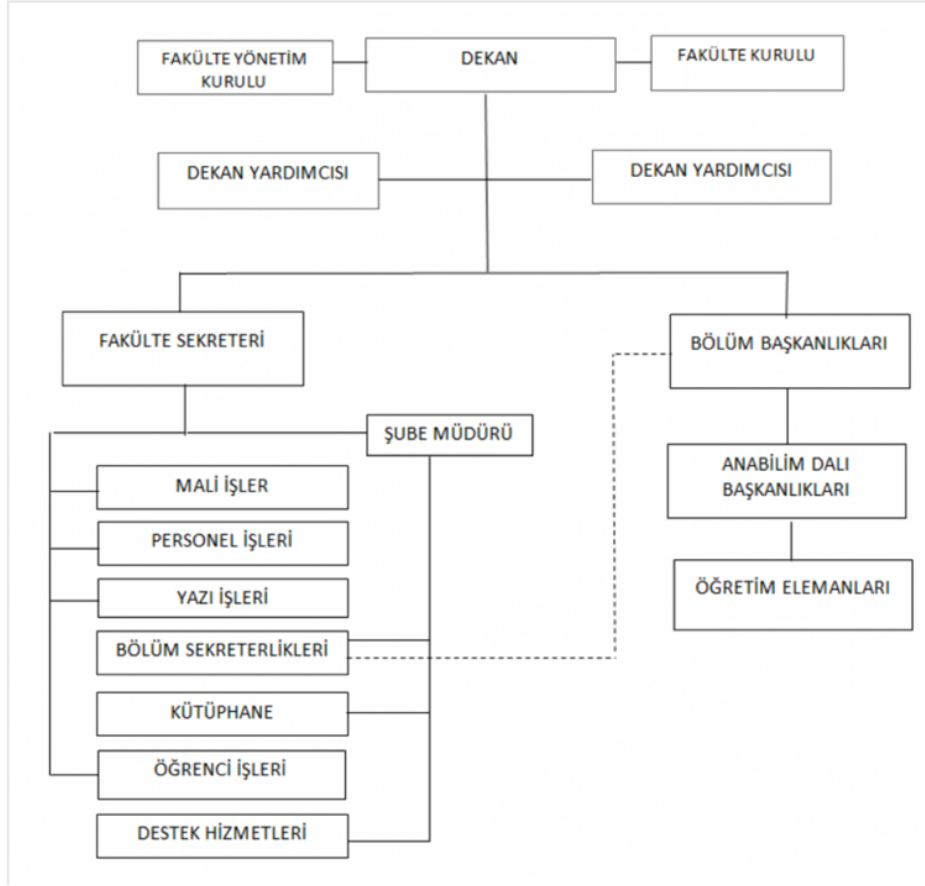 FAKÜLTE YÖNETİM
KURULU
DEKAN
FAKÜLTE KURULU
DEKAN YARDIMCISI
DEKAN YARDIMCISI
FAKÜLTE SEKRETERİ
BÖLÜM BAŞKANLIKLARI
ŞUBE MÜDÜRÜ
ANABİLİM DALI
BAŞKANLIKLARI
MALİ İŞLER
PERSONEL İŞLERİ
ÖĞRETİM ELEMANLARI
YAZI İŞLERİ
BÖLÜM SEKRETERLİKLERİ
KÜTÜPHANE
ÖĞRENCİ İŞLERİ
DESTEK HİZMETLERİ